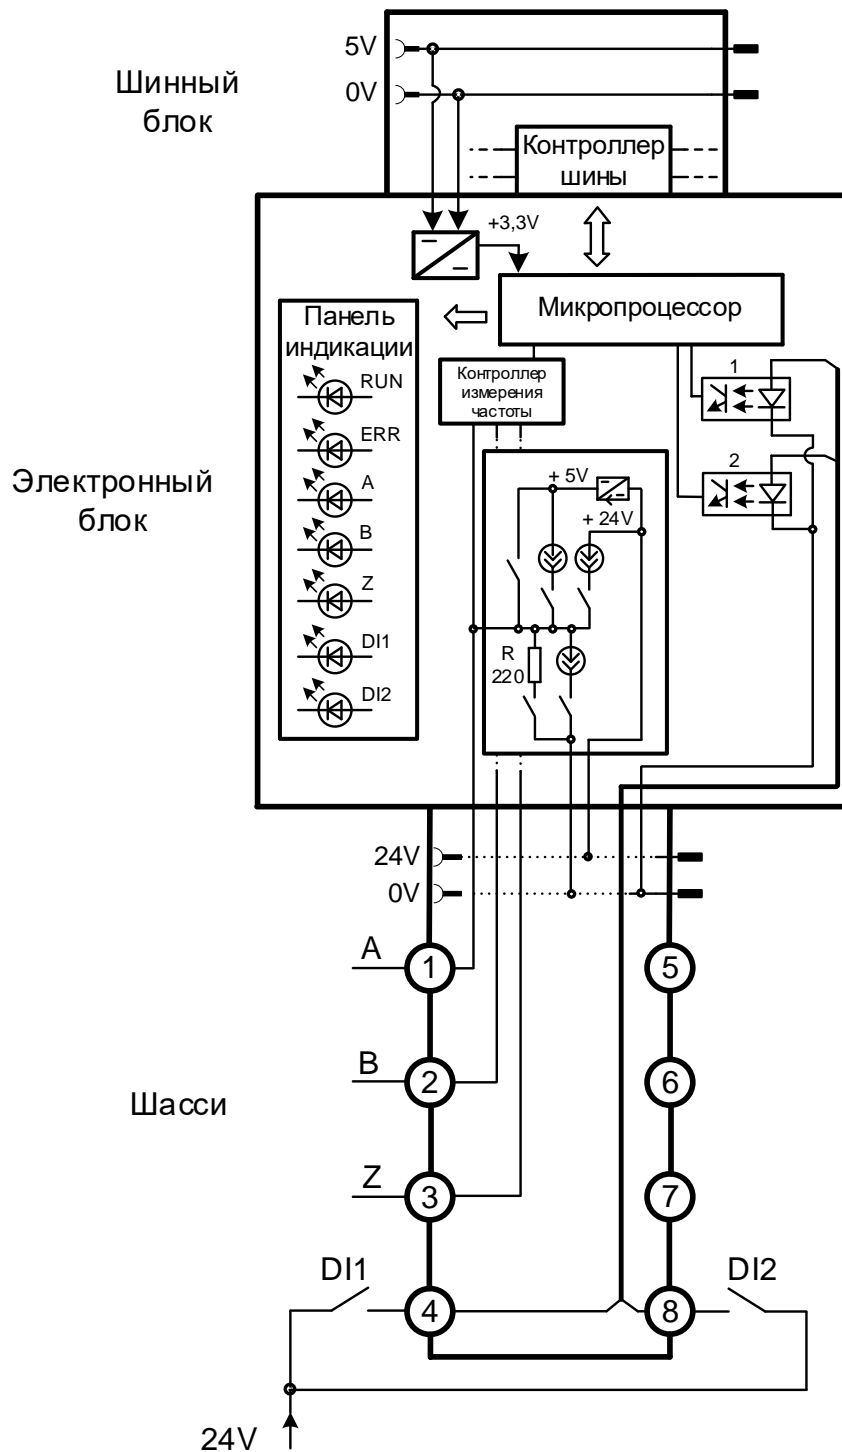 5V
Шинный
блок
0V
Контроллер
шины
+3,3V
Микропроцессор
Панель
индикации
RUN
ERR
A
B
Z
DI1
DI2
Контроллер
измерения
частоты
1
2
Электронный
блок
+ 5V
+ 24V
R
220
24V
0V
A
1
5
B
2
6
Шасси
Z
3
7
DI1
DI2
4
8
24V